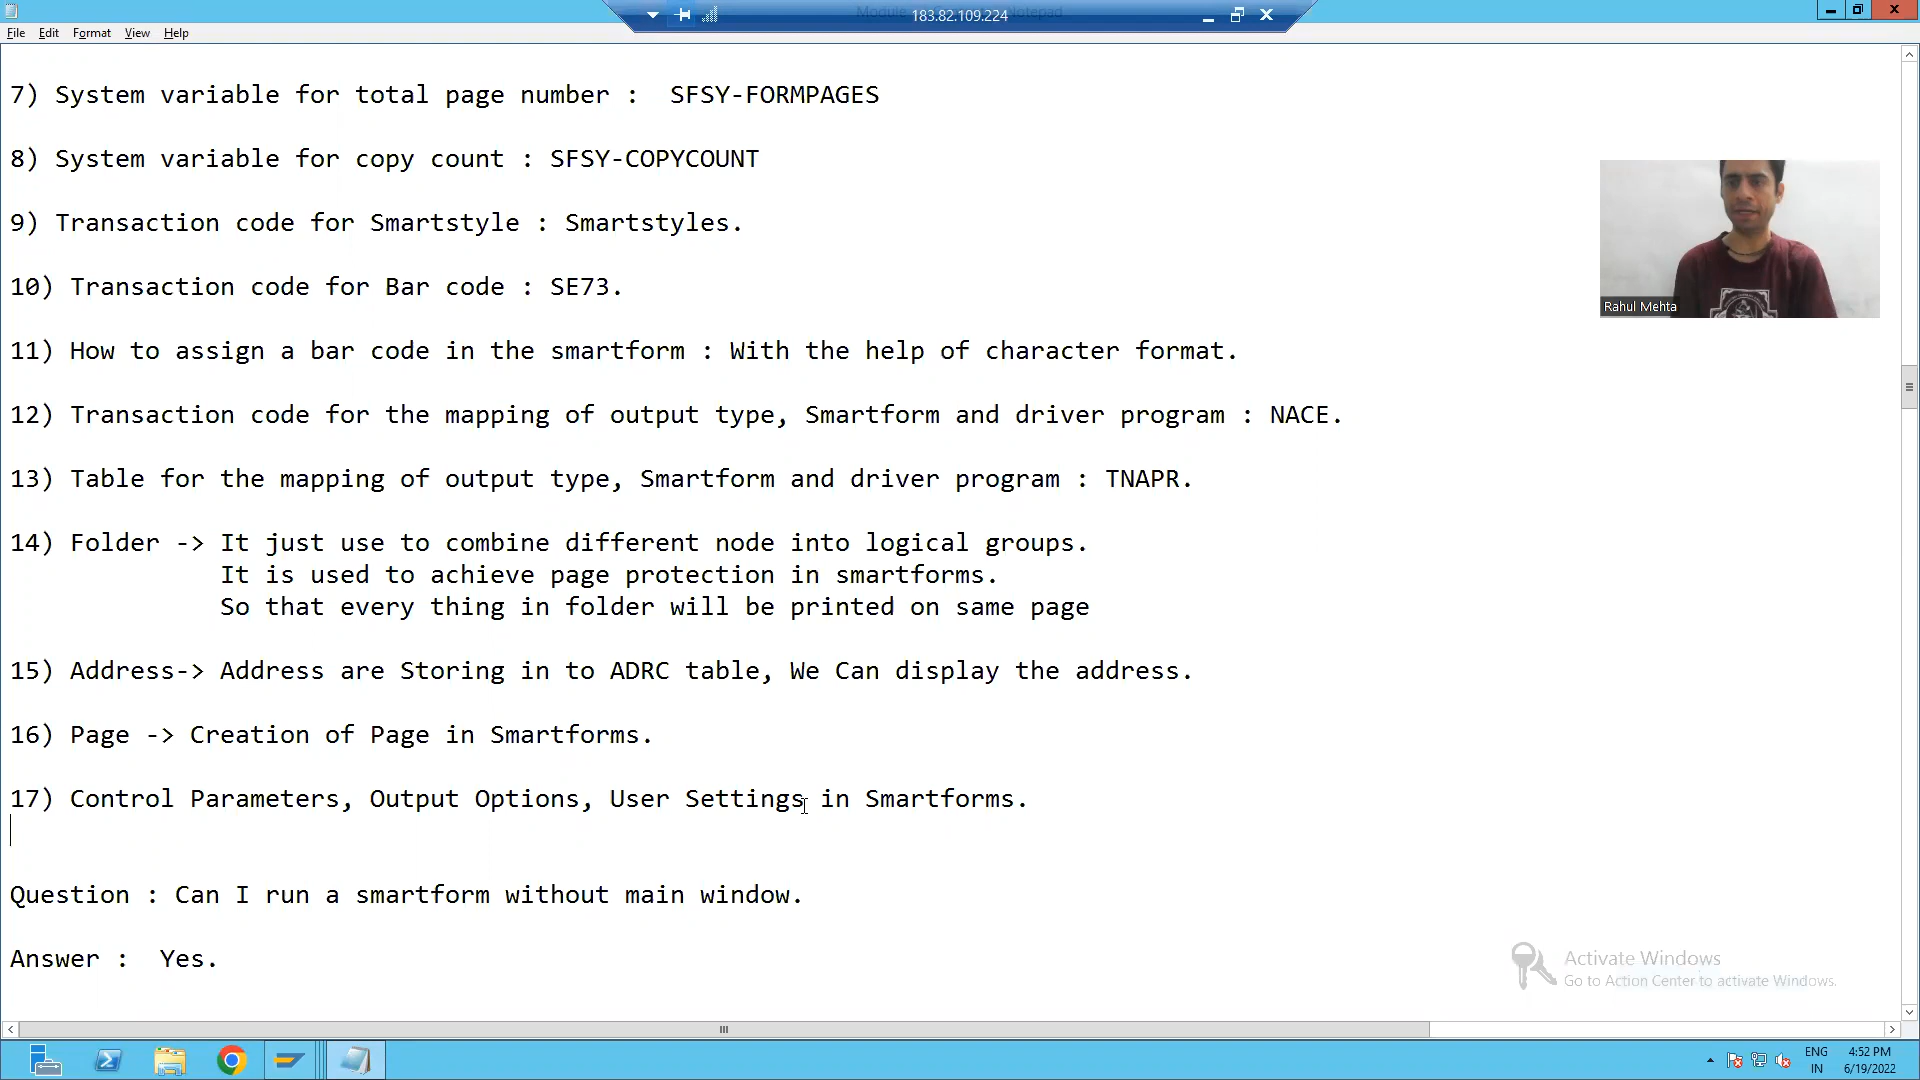 183.82.109.224
File Edit Format View Help
7) System variable for total page number :  SFSY-FORMPAGES
8) System variable for copy count : SFSY-COPYCOUNT
9) Transaction code for Smartstyle : Smartstyles.
10) Transaction code for Bar code : SE73.
11) How to assign a bar code in the smartform : With the help of character format.
12) Transaction code for the mapping of output type, Smartform and driver program : NACE.
13) Table for the mapping of output type, Smartform and driver program : TNAPR.
14) Folder -> It just use to combine different node into logical groups.
It is used to achieve page protection in smartforms.
So that every thing in folder will be printed on same page
15) Address-> Address are Storing in to ADRC table, We Can display the address.
16) Page -> Creation of Page in Smartforms.
17) Control Parameters, Output Options, User Settings in Smartforms.
Question : Can I run a smartform without main window.
Answer :  Yes.
Rahul Mehta
Activate Windows
Go to Action Center to activate Windows.
ENG 4:52 PM
IN 6/19/2022